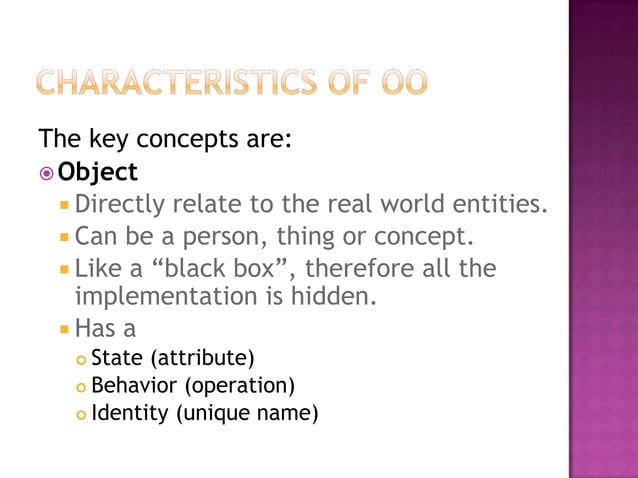 CHARACTERISTICS OF OO
The key concepts are:
Object
Directly relate to the real world entities.
Can be a person, thing or concept.
Like a “black box”, therefore all the
implementation is hidden.
Has a
State (attribute)
Behavior (operation)
Identity (unique name)